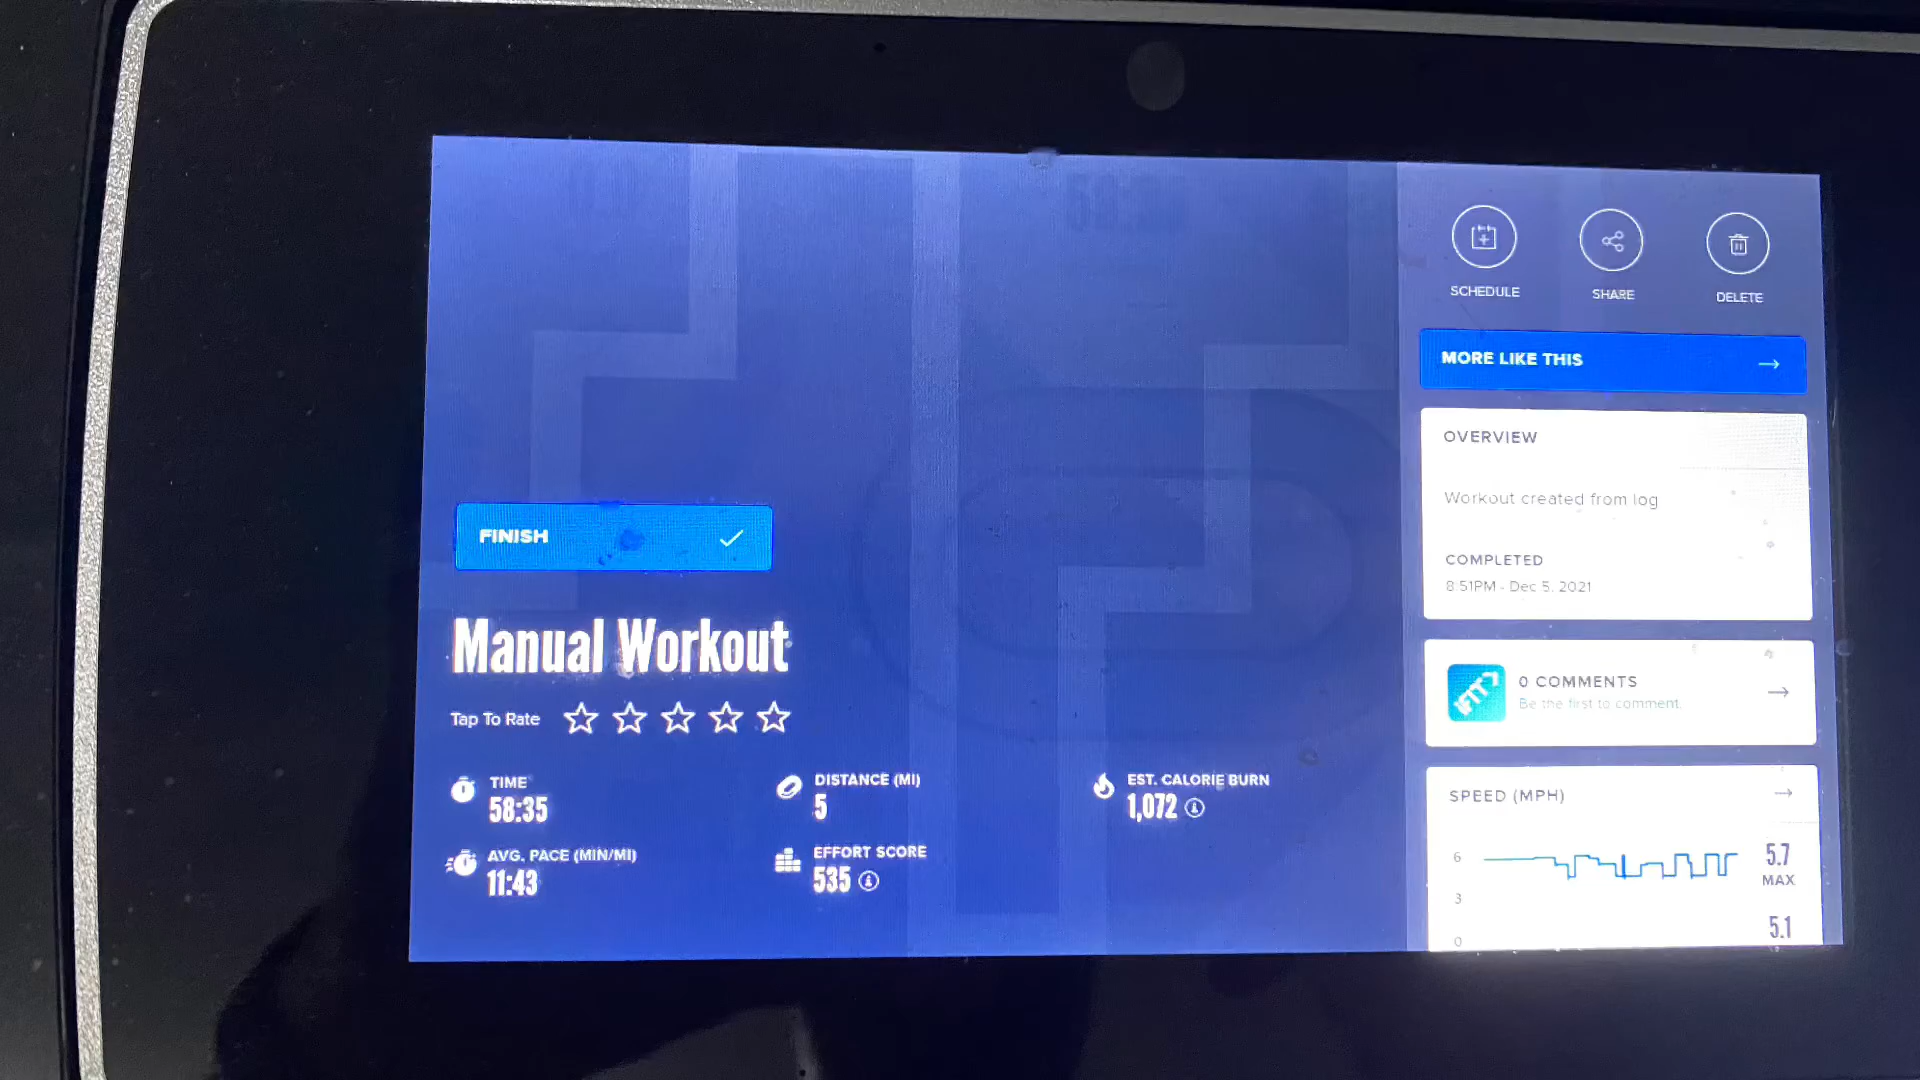 SCHEDULE
SHARE
DELETE
MORE LIKE THIS
OVERVIEW
Workout created from log
COMPLETED
8:51PM - Dec 5, 2021
FINISH
Manual Workout
Tap To Rate
TIME
58:35
DISTANCE (MI)
5
EST. CALORIE BURN
1,072
AVG. PACE (MIN/MI)
11:43
EFFORT SCORE
535
iFIT
0 COMMENTS
Be the first to comment.
SPEED (MPH)
6
3
0
5.7
MAX
5.1